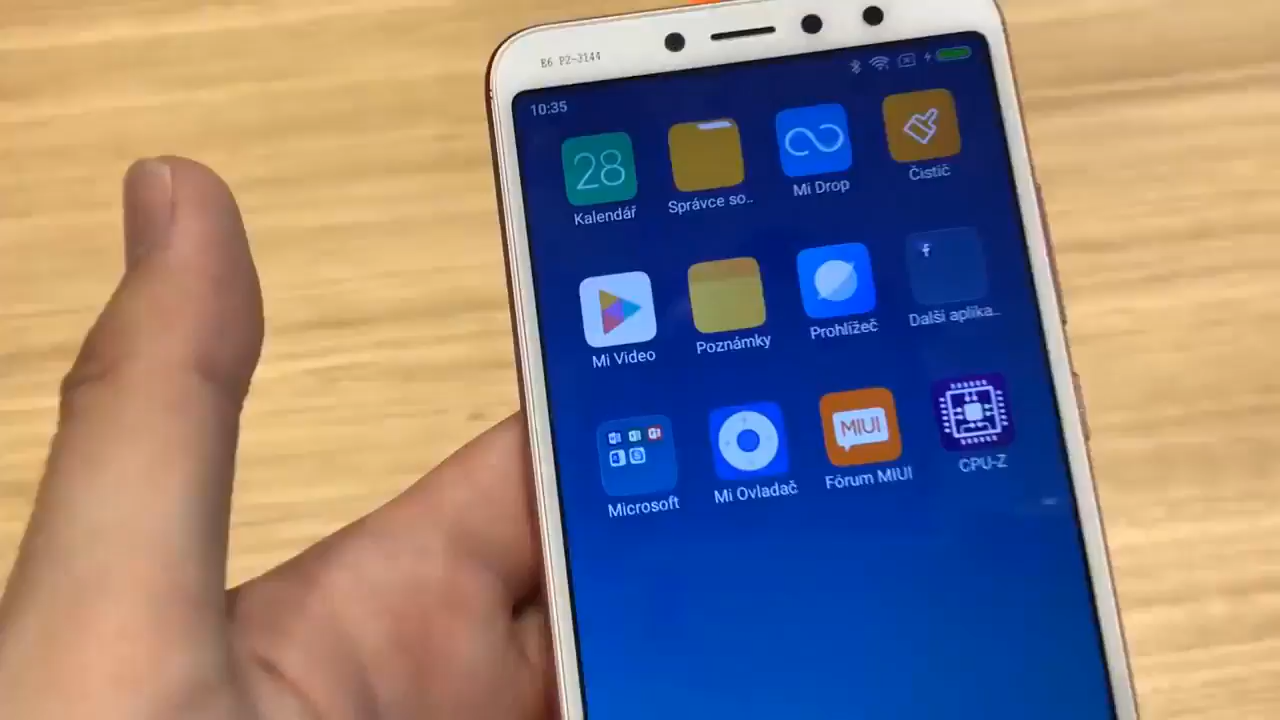 E6 PZ-3144
10:35
28
Kalendář
Správce so..
Mi Drop
Čistič
Mi Video
Poznámky
Prohlížeč
f
Další aplika..
Microsoft
Mi Ovladač
MIUI
Fórum MIUI
CPU-Z